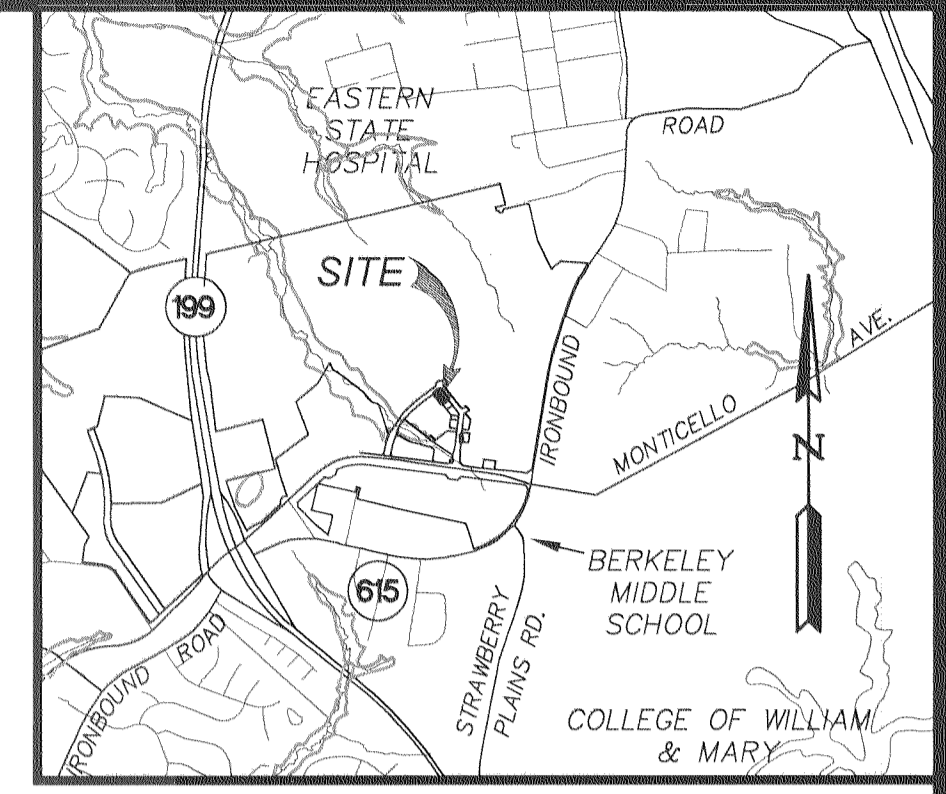 EASTERN
STATE
HOSPITAL
ROAD
SITE
199
IRONBOUND
MONTICELLO AVE.
N
BERKELEY
MIDDLE
SCHOOL
615
STRAWBERRY
PLAINS RD.
IRONBOUND ROAD
COLLEGE OF WILLIAM
& MARY